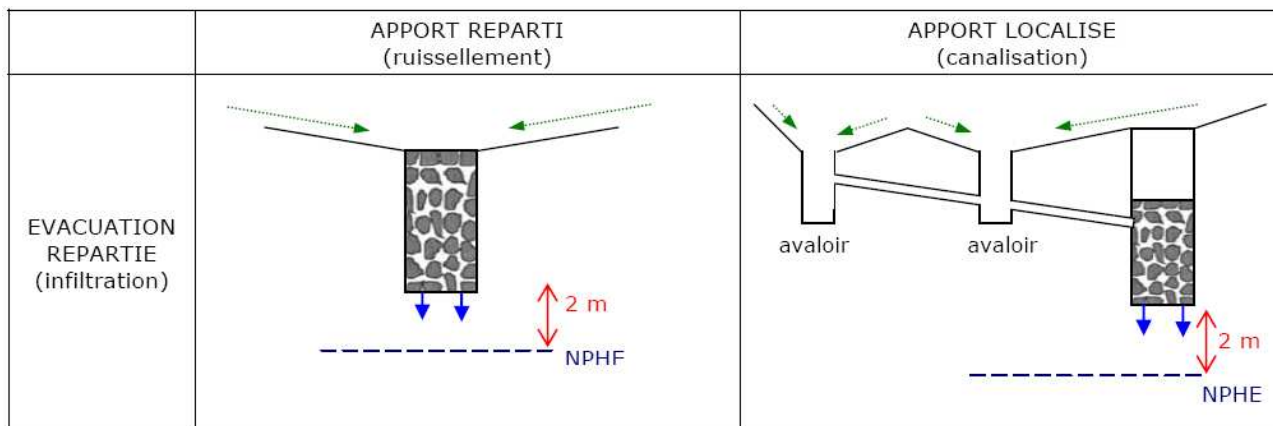 APPORT REPARTI
(ruissellement)
APPORT LOCALISE
(canalisation)
EVACUATION
REPARTIE
(infiltration)
2 m
NPHF
avaloir
avaloir
2 m
NPHE